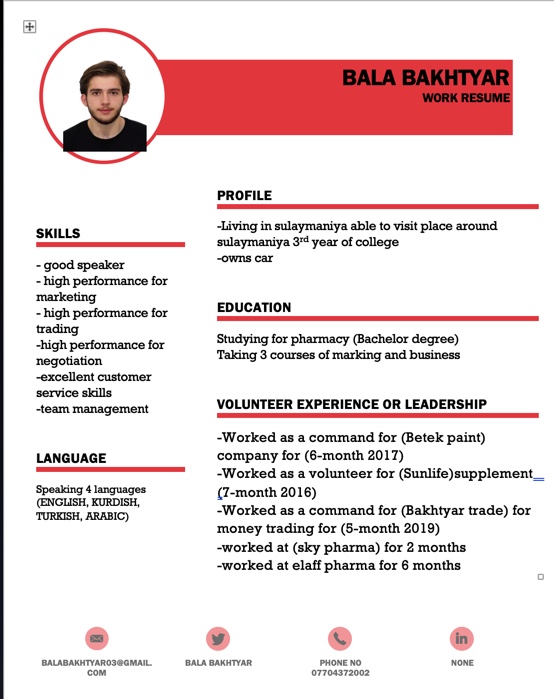 BALA BAKHTYAR
WORK RESUME
SKILLS
- good speaker
- high performance for
marketing
- high performance for
trading
-high performance for
negotiation
-excellent customer
service skills
-team management
LANGUAGE
Speaking 4 languages
(ENGLISH, KURDISH,
TURKISH, ARABIC)
PROFILE
-Living in sulaymaniya able to visit place around
sulaymaniya 3rd year of college
-owns car
EDUCATION
Studying for pharmacy (Bachelor degree)
Taking 3 courses of marking and business
VOLUNTEER EXPERIENCE OR LEADERSHIP
-Worked as a command for (Betek paint)
company for (6-month 2017)
-Worked as a volunteer for (Sunlife)supplement
(7-month 2016)
-Worked as a command for (Bakhtyar trade) for
money trading for (5-month 2019)
-worked at (sky pharma) for 2 months
-worked at elaff pharma for 6 months
BALABAKHTYAR03@GMAIL.
COM
BALA BAKHTYAR
PHONE NO
07704372002
in
NONE